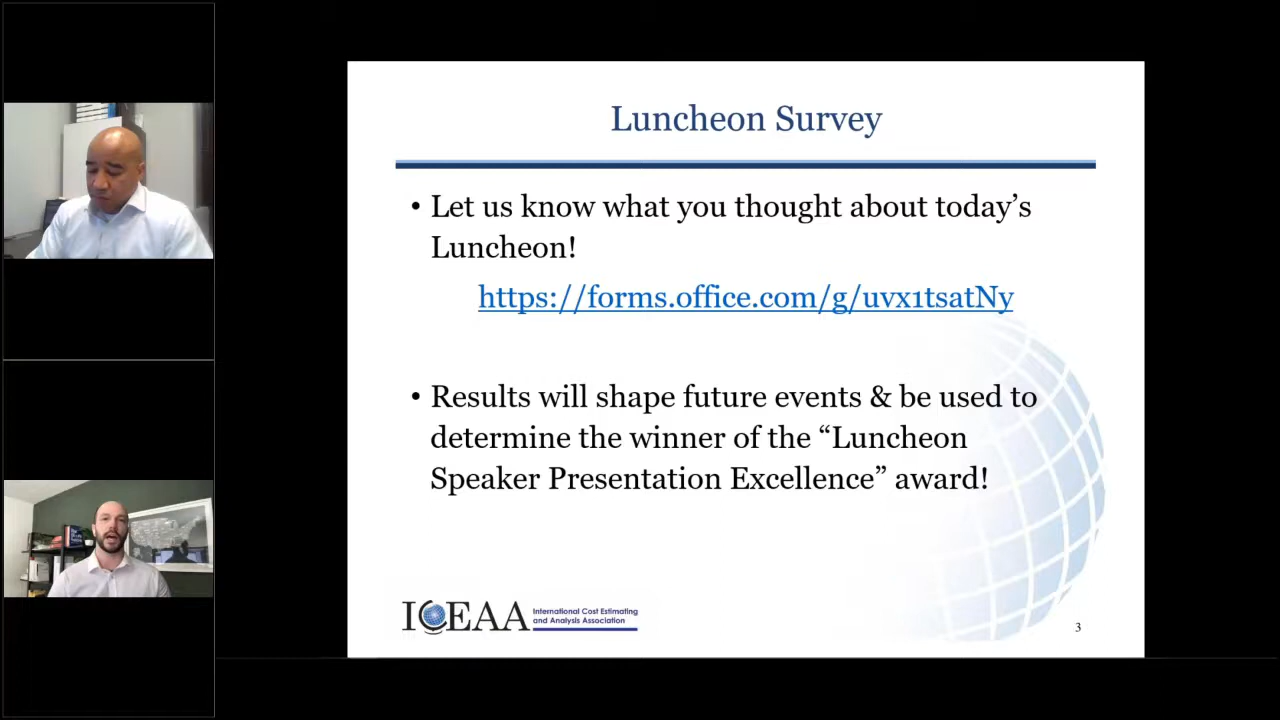 Luncheon Survey
• Let us know what you thought about today’s
Luncheon!
https://forms.office.com/g/uvx1tsatNy
• Results will shape future events & be used to
determine the winner of the “Luncheon
Speaker Presentation Excellence” award!
ICEAA
International Cost Estimating
and Analysis Association
3